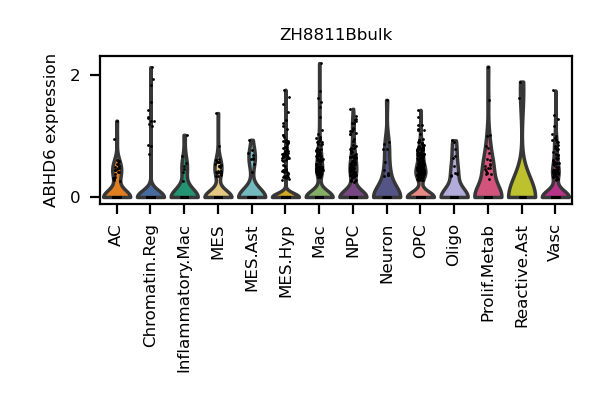 ZH8811Bbulk
ABHD6 expression
2
0
AC
Chromatin.Reg
Inflammatory.Mac
MES
MES.Ast
MES.Hyp
Mac
NPC
Neuron
OPC
Oligo
Prolif.Metab
Reactive.Ast
Vasc